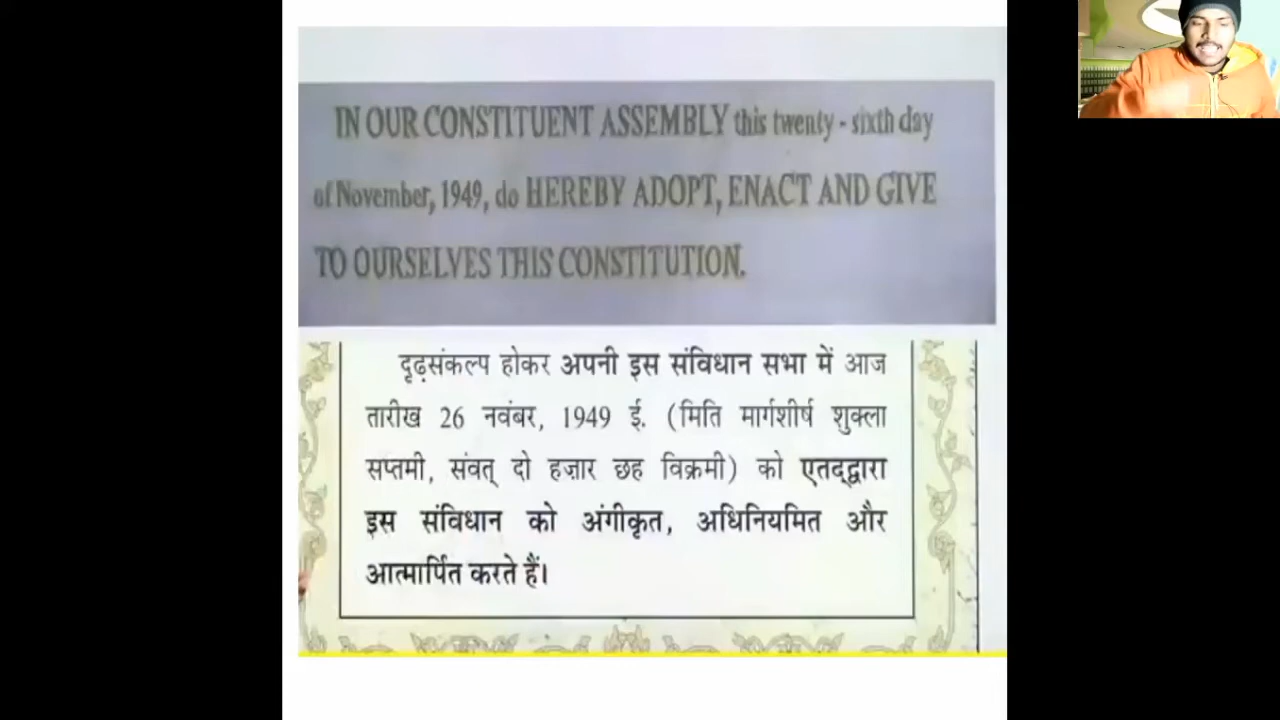 IN OUR CONSTITUENT ASSEMBLY this twenty - sixth day
of November, 1949, do HEREBY ADOPT, ENACT AND GIVE
TO OURSELVES THIS CONSTITUTION.
दृढ़संकल्प होकर अपनी इस संविधान सभा में आज
तारीख 26 नवंबर, 1949 ई. (मिति मार्गशीर्ष शुक्ला
सप्तमी, संवत् दो हज़ार छह विक्रमी) को एतद्द्वारा
इस संविधान को अंगीकृत, अधिनियमित और
आत्मार्पित करते हैं।